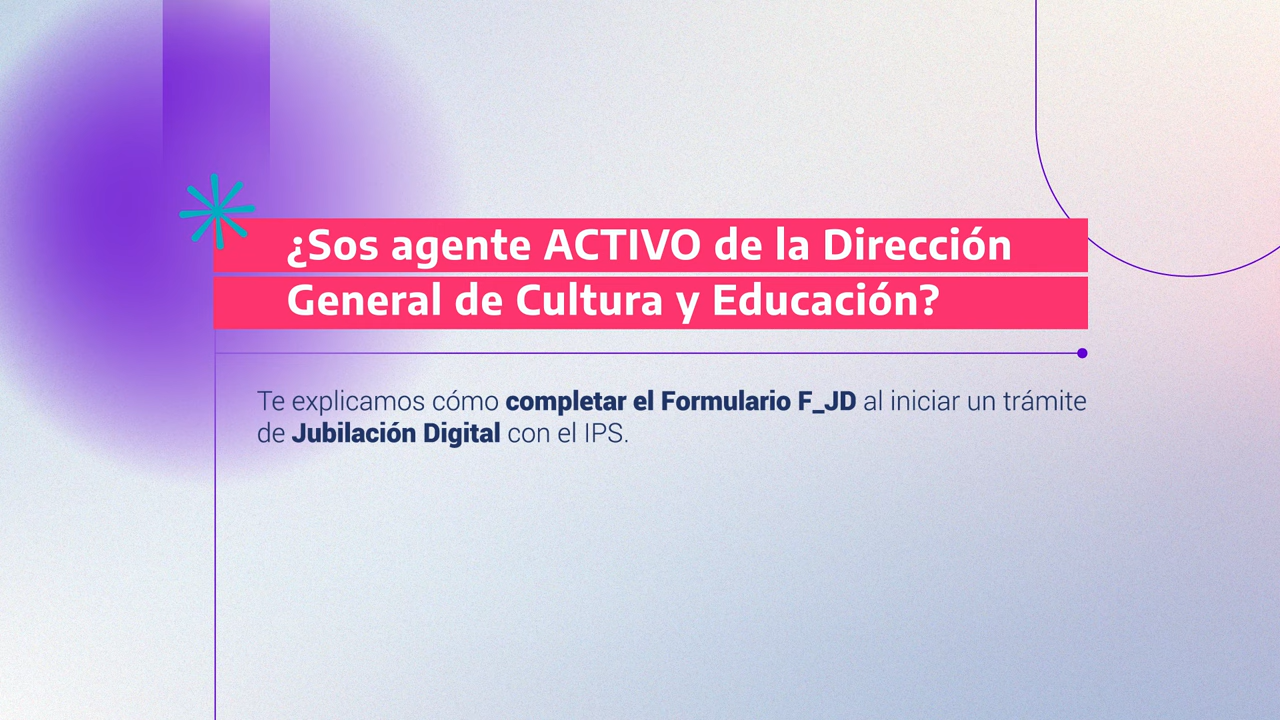 ¿Sos agente ACTIVO de la Dirección
General de Cultura y Educación?
Te explicamos cómo completar el Formulario F_JD al iniciar un trámite
de Jubilación Digital con el IPS.